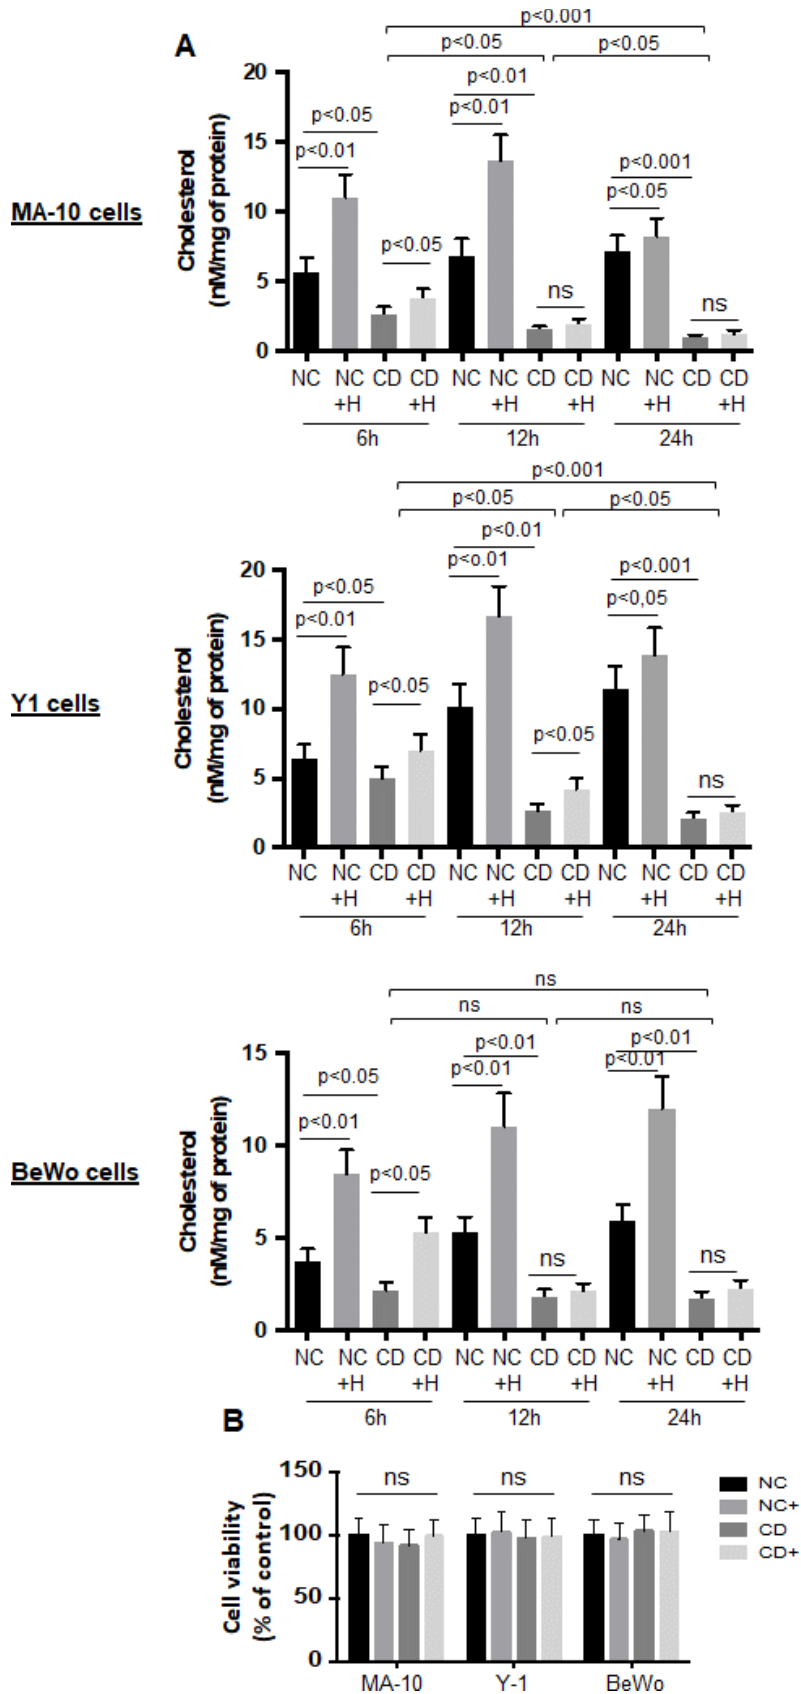 p<0.001
A
p<0.05 p<0.05
p<0.01
20
p<0.05 p<0.01
15
p<0.01 p<0.001
MA-10 cells
Cholesterol
(nM/mg of protein)
10
p<0.05
p<0.05
5
ns ns
0
NC NC CD CD NC NC CD CD NC NC CD CD
+H +H +H +H +H +H
6h 12h 24h
p<0.001
p<0.05 p<0.05
p<0.01
20
p<0.05 p<o.01 p<0.001
p<0.01 p<0,05
15
Y1 cells
Cholesterol
(nM/mg of protein)
p<0.05
10
p<0.05
5
ns
0
NC NC CD CD NC NC CD CD NC NC CD CD
+H +H +H +H +H +H
6h 12h 24h
ns
ns ns
15
p<0.01 p<0.01
p<0.05 p<0.01 p<0.01
p<0.01
10
BeWo cells
Cholesterol
(nM/mg of protein)
p<0.05
5
ns ns
0
NC NC CD CD NC NC CD CD NC NC CD CD
+H +H +H +H +H +H
6h 12h 24h
B
150
ns ns ns
Cell viability
(% of control)
100
50
0
MA-10 Y-1 BeWo
NC
NC+
CD
CD+